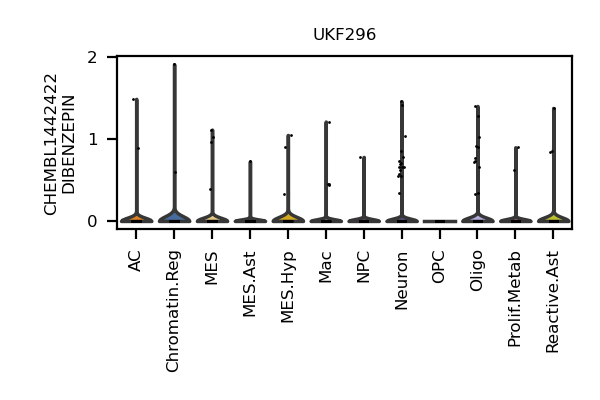 UKF296
CHEMBL1442422
DIBENZEPIN
2
1
0
AC
Chromatin.Reg
MES
MES.Ast
MES.Hyp
Mac
NPC
Neuron
OPC
Oligo
Prolif.Metab
Reactive.Ast